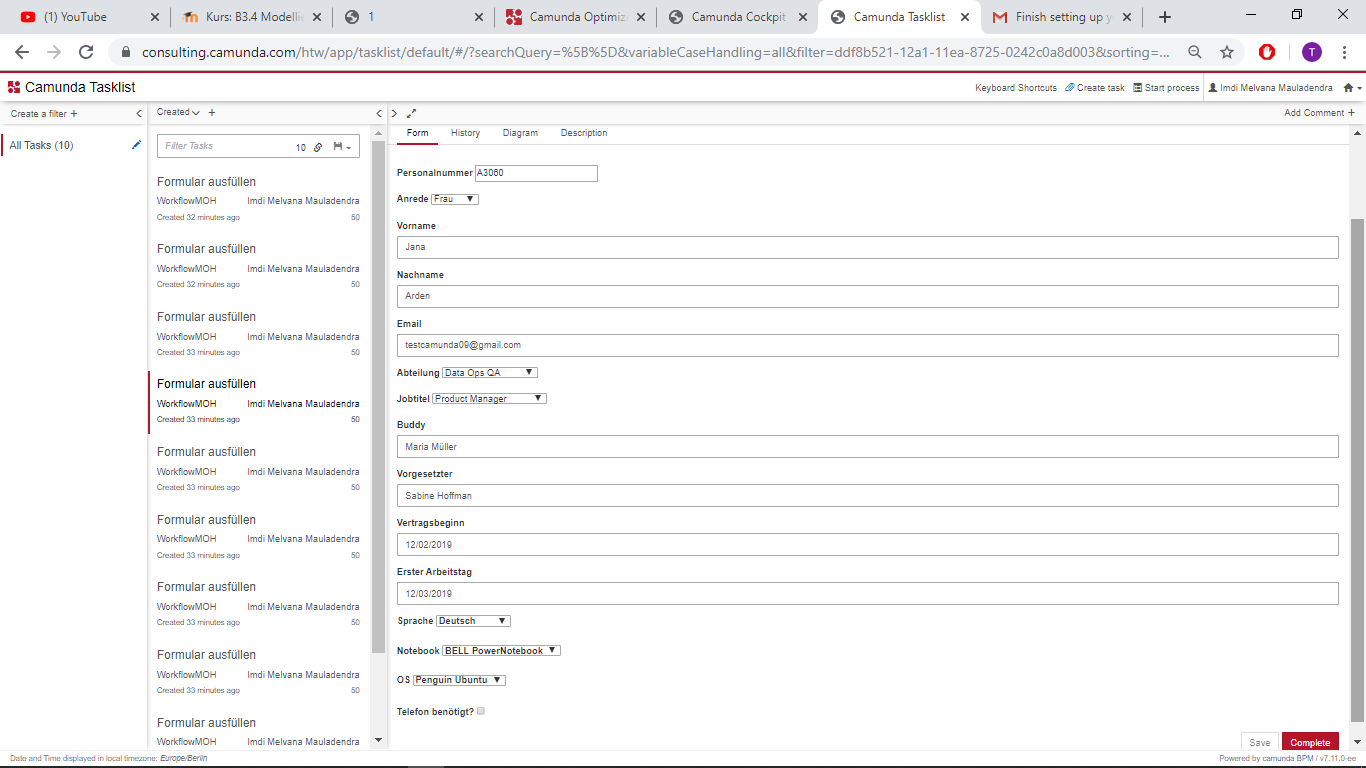 (1) YouTube
Kurs: B3.4 Modelli
1
Camunda Optimiz
Camunda Cockpit
Camunda Tasklist
Finish setting up y
consulting.camunda.com/htw/app/tasklist/default/#/?searchQuery=%5B%5D&variableCaseHandling=all&filter=ddf8b521-12a1-11ea-8725-0242c0a8d003&sorting=...
T
Camunda Tasklist
Keyboard Shortcuts Create task Start process Imdi Melvana Mauladendra
Create a filter +
Created +
Add Comment +
All Tasks (10)
Filter Tasks 10
Formular ausfüllen
WorkflowMOH Imdi Melvana Mauladendra
Created 32 minutes ago 50
Formular ausfüllen
WorkflowMOH Imdi Melvana Mauladendra
Created 32 minutes ago 50
Formular ausfüllen
WorkflowMOH Imdi Melvana Mauladendra
Created 33 minutes ago 50
Formular ausfüllen
WorkflowMOH Imdi Melvana Mauladendra
Created 33 minutes ago 50
Formular ausfüllen
WorkflowMOH Imdi Melvana Mauladendra
Created 33 minutes ago 50
Formular ausfüllen
WorkflowMOH Imdi Melvana Mauladendra
Created 33 minutes ago 50
Formular ausfüllen
WorkflowMOH Imdi Melvana Mauladendra
Created 33 minutes ago 50
Formular ausfüllen
WorkflowMOH Imdi Melvana Mauladendra
Created 33 minutes ago 50
Formular ausfüllen
WorkflowMOH Imdi Melvana Mauladendra
Form History Diagram Description
Personalnummer A3060
Anrede Frau
Vorname
Jana
Nachname
Arden
Email
testcamunda09@gmail.com
Abteilung Data Ops QA
Jobtitel Product Manager
Buddy
Maria Müller
Vorgesetzter
Sabine Hoffman
Vertragsbeginn
12/02/2019
Erster Arbeitstag
12/03/2019
Sprache Deutsch
Notebook BELL PowerNotebook
OS Penguin Ubuntu
Telefon benötigt?
Save Complete
Date and Time displayed in local timezone: Europe/Berlin
Powered by camunda BPM / v7.11.0-ee